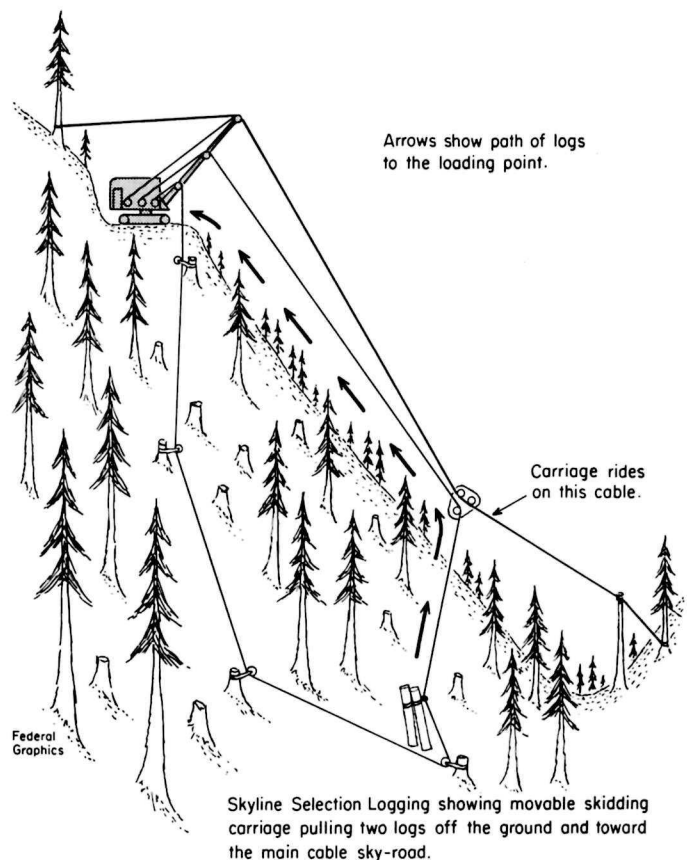 Arrows show path of logs
to the loading point.
Carriage rides
on this cable.
Federal
Graphics
Skyline Selection Logging showing movable skidding
carriage pulling two logs off the ground and toward
the main cable sky-road.